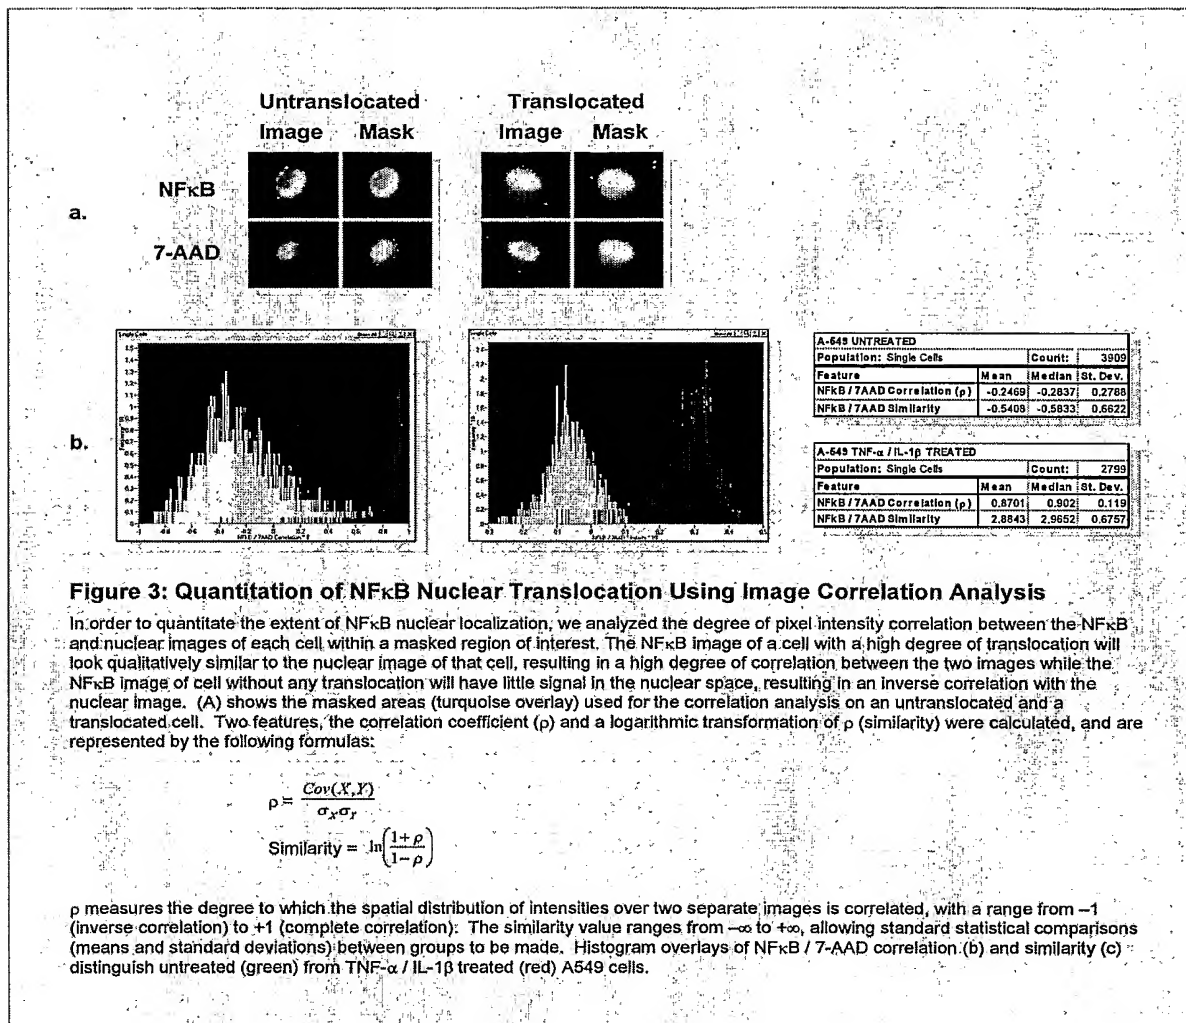 Untranslocated Translocated
Image Mask Image Mask
NFκB
a.
7-AAD
b.
Single Cells
Single Cells
NFkB / 7AAD Correlation
A-549 UNTREATED
Population: Single Cells Count: 3909
Feature Mean Median St. Dev.
NFkB / 7AAD Correlation (ρ) -0.2469 -0.2837 0.2788
NFkB / 7AAD Similarity -0.5408 -0.5833 0.6622
A-549 TNF-α / IL-1β TREATED
Population: Single Cells Count: 2799
Feature Mean Median St. Dev.
NFkB / 7AAD Correlation (ρ) 0.8701 0.902 0.119
NFkB / 7AAD Similarity 2.8843 2.9652 0.6757
Figure 3: Quantitation of NFκB Nuclear Translocation Using Image Correlation Analysis
In order to quantitate the extent of NFκB nuclear localization, we analyzed the degree of pixel intensity correlation between the NFκB
and nuclear images of each cell within a masked region of interest. The NFκB image of a cell with a high degree of translocation will
look qualitatively similar to the nuclear image of that cell, resulting in a high degree of correlation between the two images while the
NFκB image of cell without any translocation will have little signal in the nuclear space, resulting in an inverse correlation with the
nuclear image. (A) shows the masked areas (turquoise overlay) used for the correlation analysis on an untranslocated and a
translocated cell. Two features, the correlation coefficient (ρ) and a logarithmic transformation of ρ (similarity) were calculated, and are
represented by the following formulas:
ρ = Cov(X,Y) / σXσY
Similarity = ln(1+ρ / 1-ρ)
ρ measures the degree to which the spatial distribution of intensities over two separate images is correlated, with a range from –1
(inverse correlation) to +1 (complete correlation). The similarity value ranges from –∞ to +∞, allowing standard statistical comparisons
(means and standard deviations) between groups to be made. Histogram overlays of NFκB / 7-AAD correlation (b) and similarity (c)
distinguish untreated (green) from TNF-α / IL-1β treated (red) A549 cells.